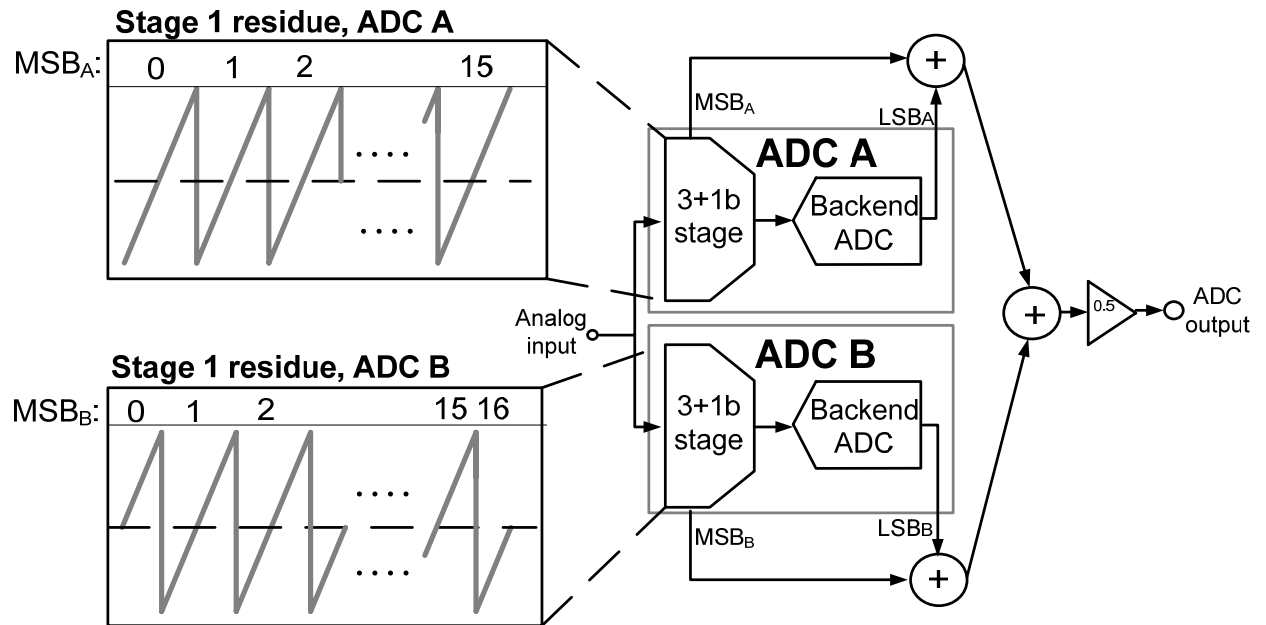 Stage 1 residue, ADC A
MSBA: 0 1 2 15
MSBA
LSBA
ADC A
3+1b
stage
Backend
ADC
Analog
input
+
+
0.5
ADC
output
Stage 1 residue, ADC B
MSBB: 0 1 2 15 16
ADC B
3+1b
stage
Backend
ADC
MSBB
LSBB
+